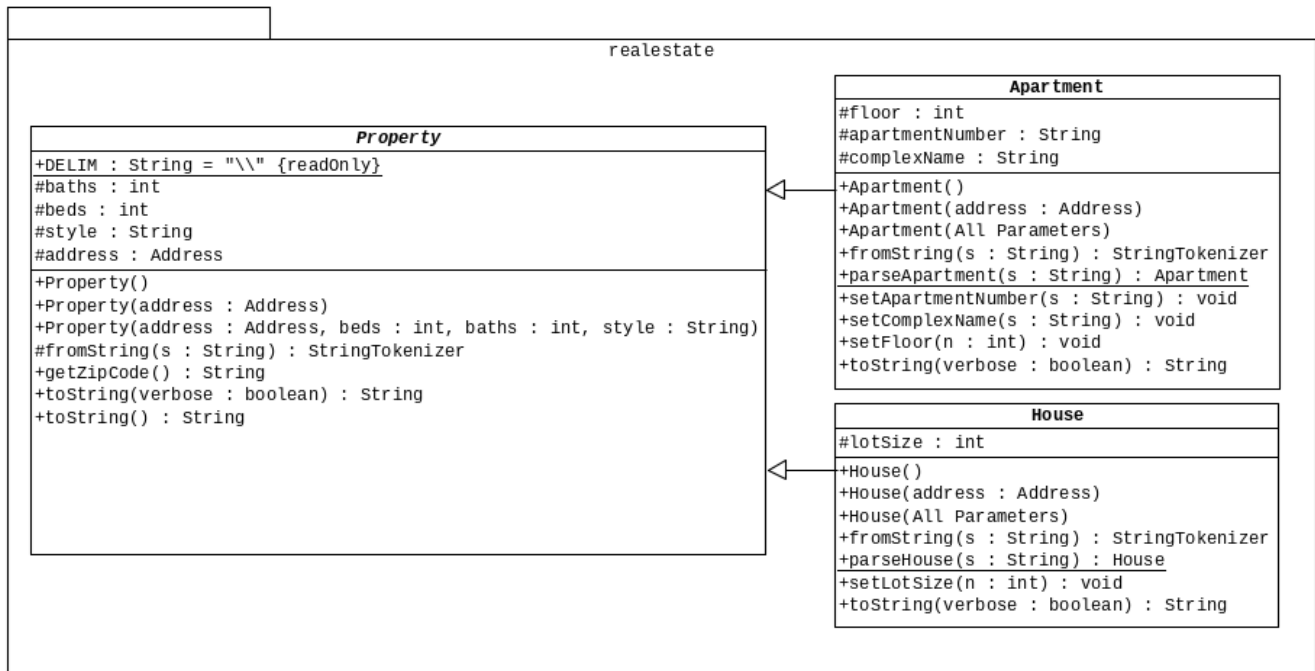 realestate
Property
+DELIM : String = "\\" {readOnly}
#baths : int
#beds : int
#style : String
#address : Address
+Property()
+Property(address : Address)
+Property(address : Address, beds : int, baths : int, style : String)
#fromString(s : String) : StringTokenizer
+getZipCode() : String
+toString(verbose : boolean) : String
+toString() : String
Apartment
#floor : int
#apartmentNumber : String
#complexName : String
+Apartment()
+Apartment(address : Address)
+Apartment(All Parameters)
+fromString(s : String) : StringTokenizer
+parseApartment(s : String) : Apartment
+setApartmentNumber(s : String) : void
+setComplexName(s : String) : void
+setFloor(n : int) : void
+toString(verbose : boolean) : String
House
#lotSize : int
+House()
+House(address : Address)
+House(All Parameters)
+fromString(s : String) : StringTokenizer
+parseHouse(s : String) : House
+setLotSize(n : int) : void
+toString(verbose : boolean) : String